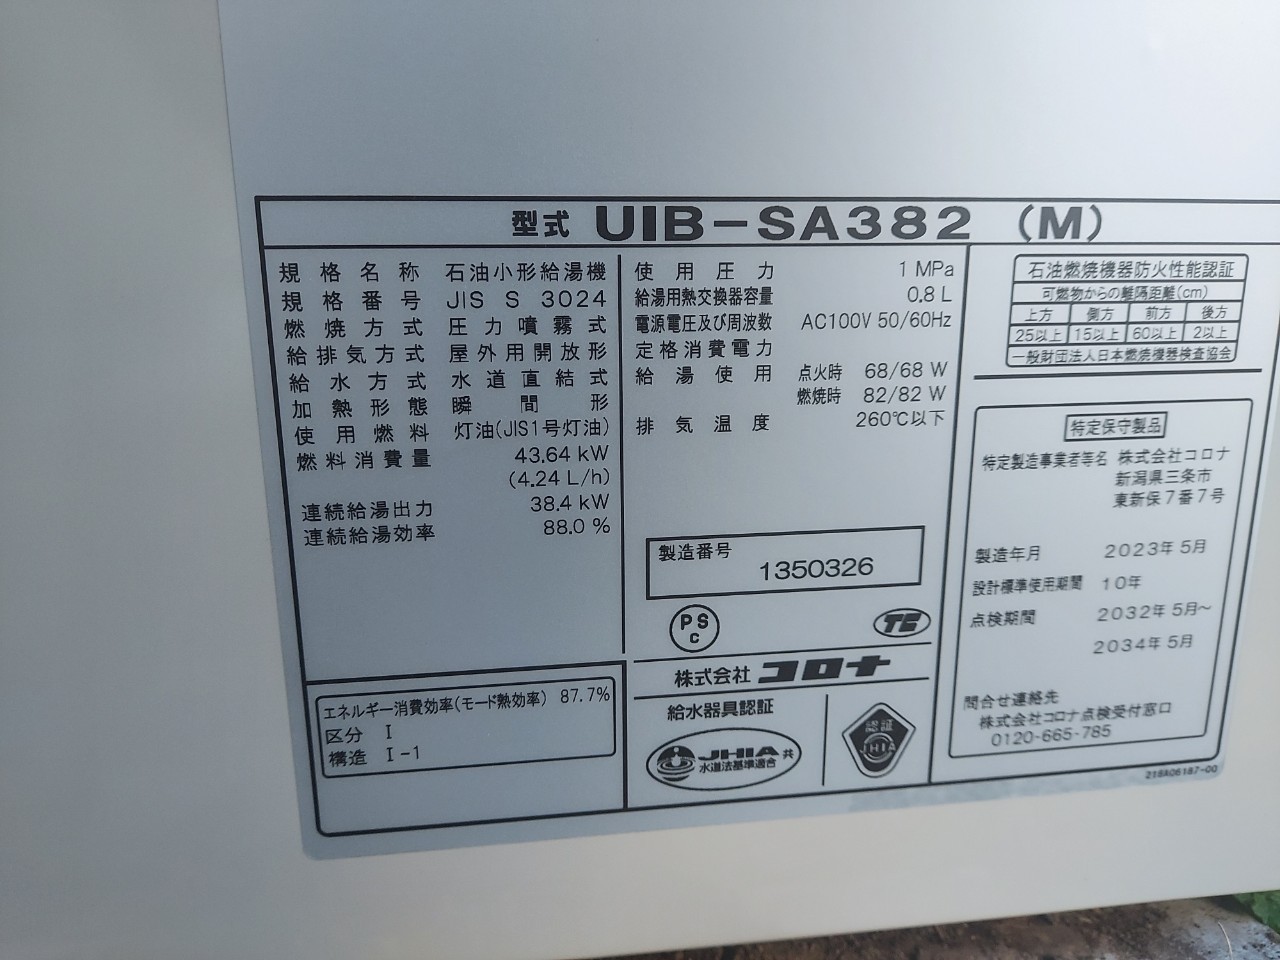 型式 UIB-SA382 (M)
規格名称 石油小形給湯機
規格番号 JIS S 3024
燃焼方式 圧力噴霧式
給排気方式 屋外用開放形
給水方式 水道直結式
加熱形態 瞬間形
使用燃料 灯油(JIS1号灯油)
燃料消費量 43.64 kW
(4.24 L/h)
連続給湯出力 38.4 kW
連続給湯効率 88.0 %
エネルギー消費効率(モード熱効率) 87.7%
区分 I
構造 I-1
使用圧力 1 MPa
給湯用熱交換器容量 0.8 L
電源電圧及び周波数 AC100V 50/60Hz
定格消費電力
給湯使用 点火時 68/68 W
燃焼時 82/82 W
排気温度 260℃以下
製造番号
1350326
PS
C
TC
株式会社 コロナ
給水器具認証
JHIA 共
水道法基準適合
認証
JHIA
石油燃焼機器防火性能認証
可燃物からの離隔距離(cm)
上方 側方 前方 後方
25以上 15以上 60以上 2以上
一般財団法人日本燃焼機器検査協会
特定保守製品
特定製造事業者等名 株式会社コロナ
新潟県三条市
東新保7番7号
製造年月 2023年5月
設計標準使用期間 10年
点検期間 2032年5月~
2034年5月
問合せ連絡先
株式会社コロナ点検受付窓口
0120-665-785
218A06187-00